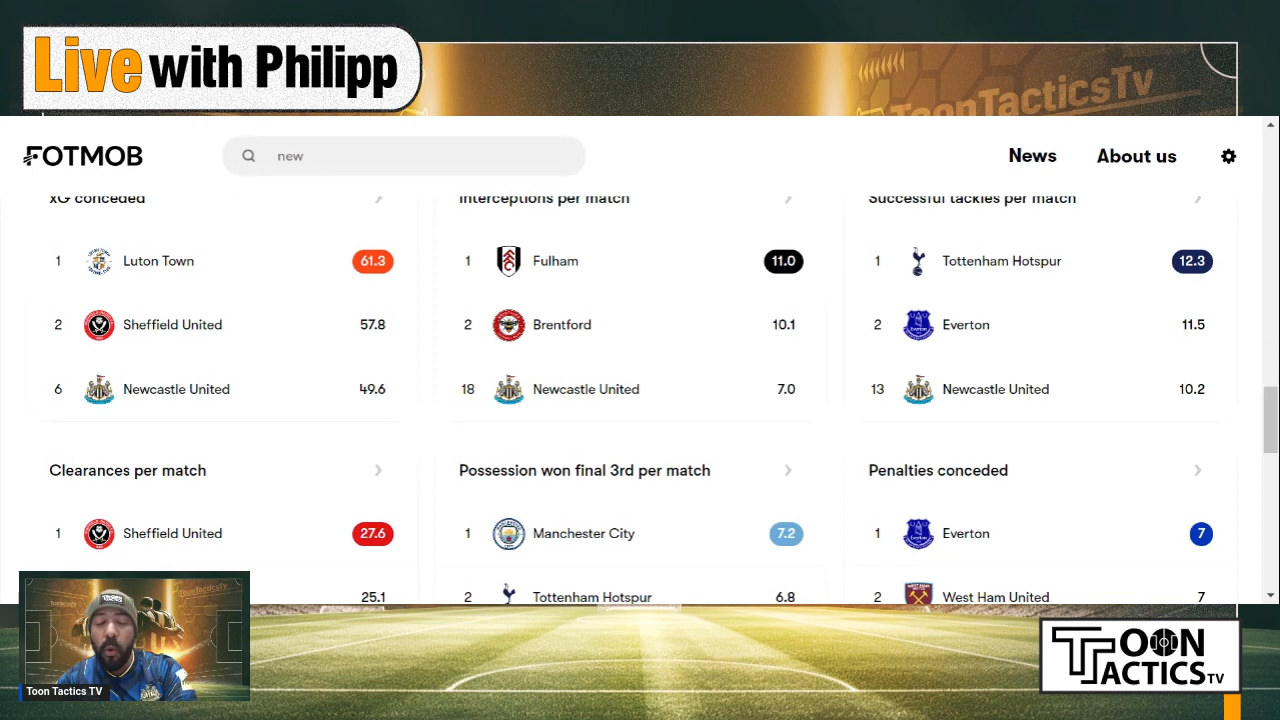 Live with Philipp
ToonTacticsTv
FOTMOB
new
News
About us
xG conceded
1 Luton Town 61.3
2 Sheffield United 57.8
6 Newcastle United 49.6
Interceptions per match
1 Fulham 11.0
2 Brentford 10.1
18 Newcastle United 7.0
Successful tackles per match
1 Tottenham Hotspur 12.3
2 Everton 11.5
13 Newcastle United 10.2
Clearances per match
1 Sheffield United 27.6
25.1
Possession won final 3rd per match
1 Manchester City 7.2
2 Tottenham Hotspur 6.8
Penalties conceded
1 Everton 7
2 West Ham United 7
Toon Tactics TV
TOON
TACTICS TV